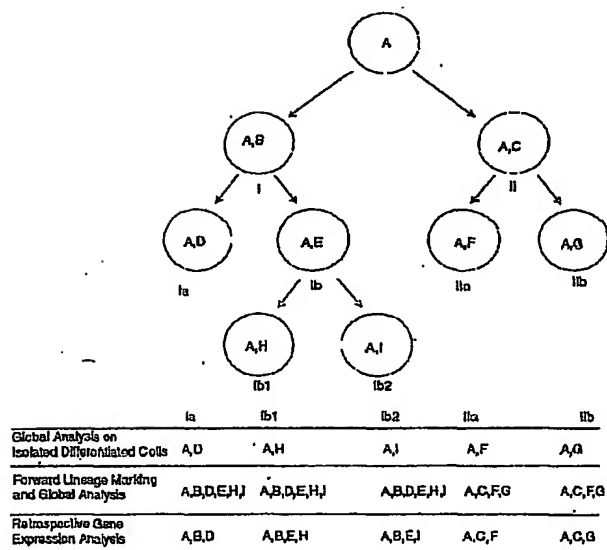 A
A,B
A,C
I
II
A,D
A,E
A,F
A,G
Ia
Ib
IIa
IIb
A,H
A,I
Ib1
Ib2
Ia Ib1 Ib2 IIa IIb
Global Analysis on
Isolated Differentiated Cells A,D A,H A,I A,F A,G
Forward Lineage Marking
and Global Analysis A,B,D,E,H,I A,B,D,E,H,I A,B,D,E,H,I A,C,F,G A,C,F,G
Retrospective Gene
Expression Analysis A,B,D A,B,E,H A,B,E,I A,C,F A,C,G